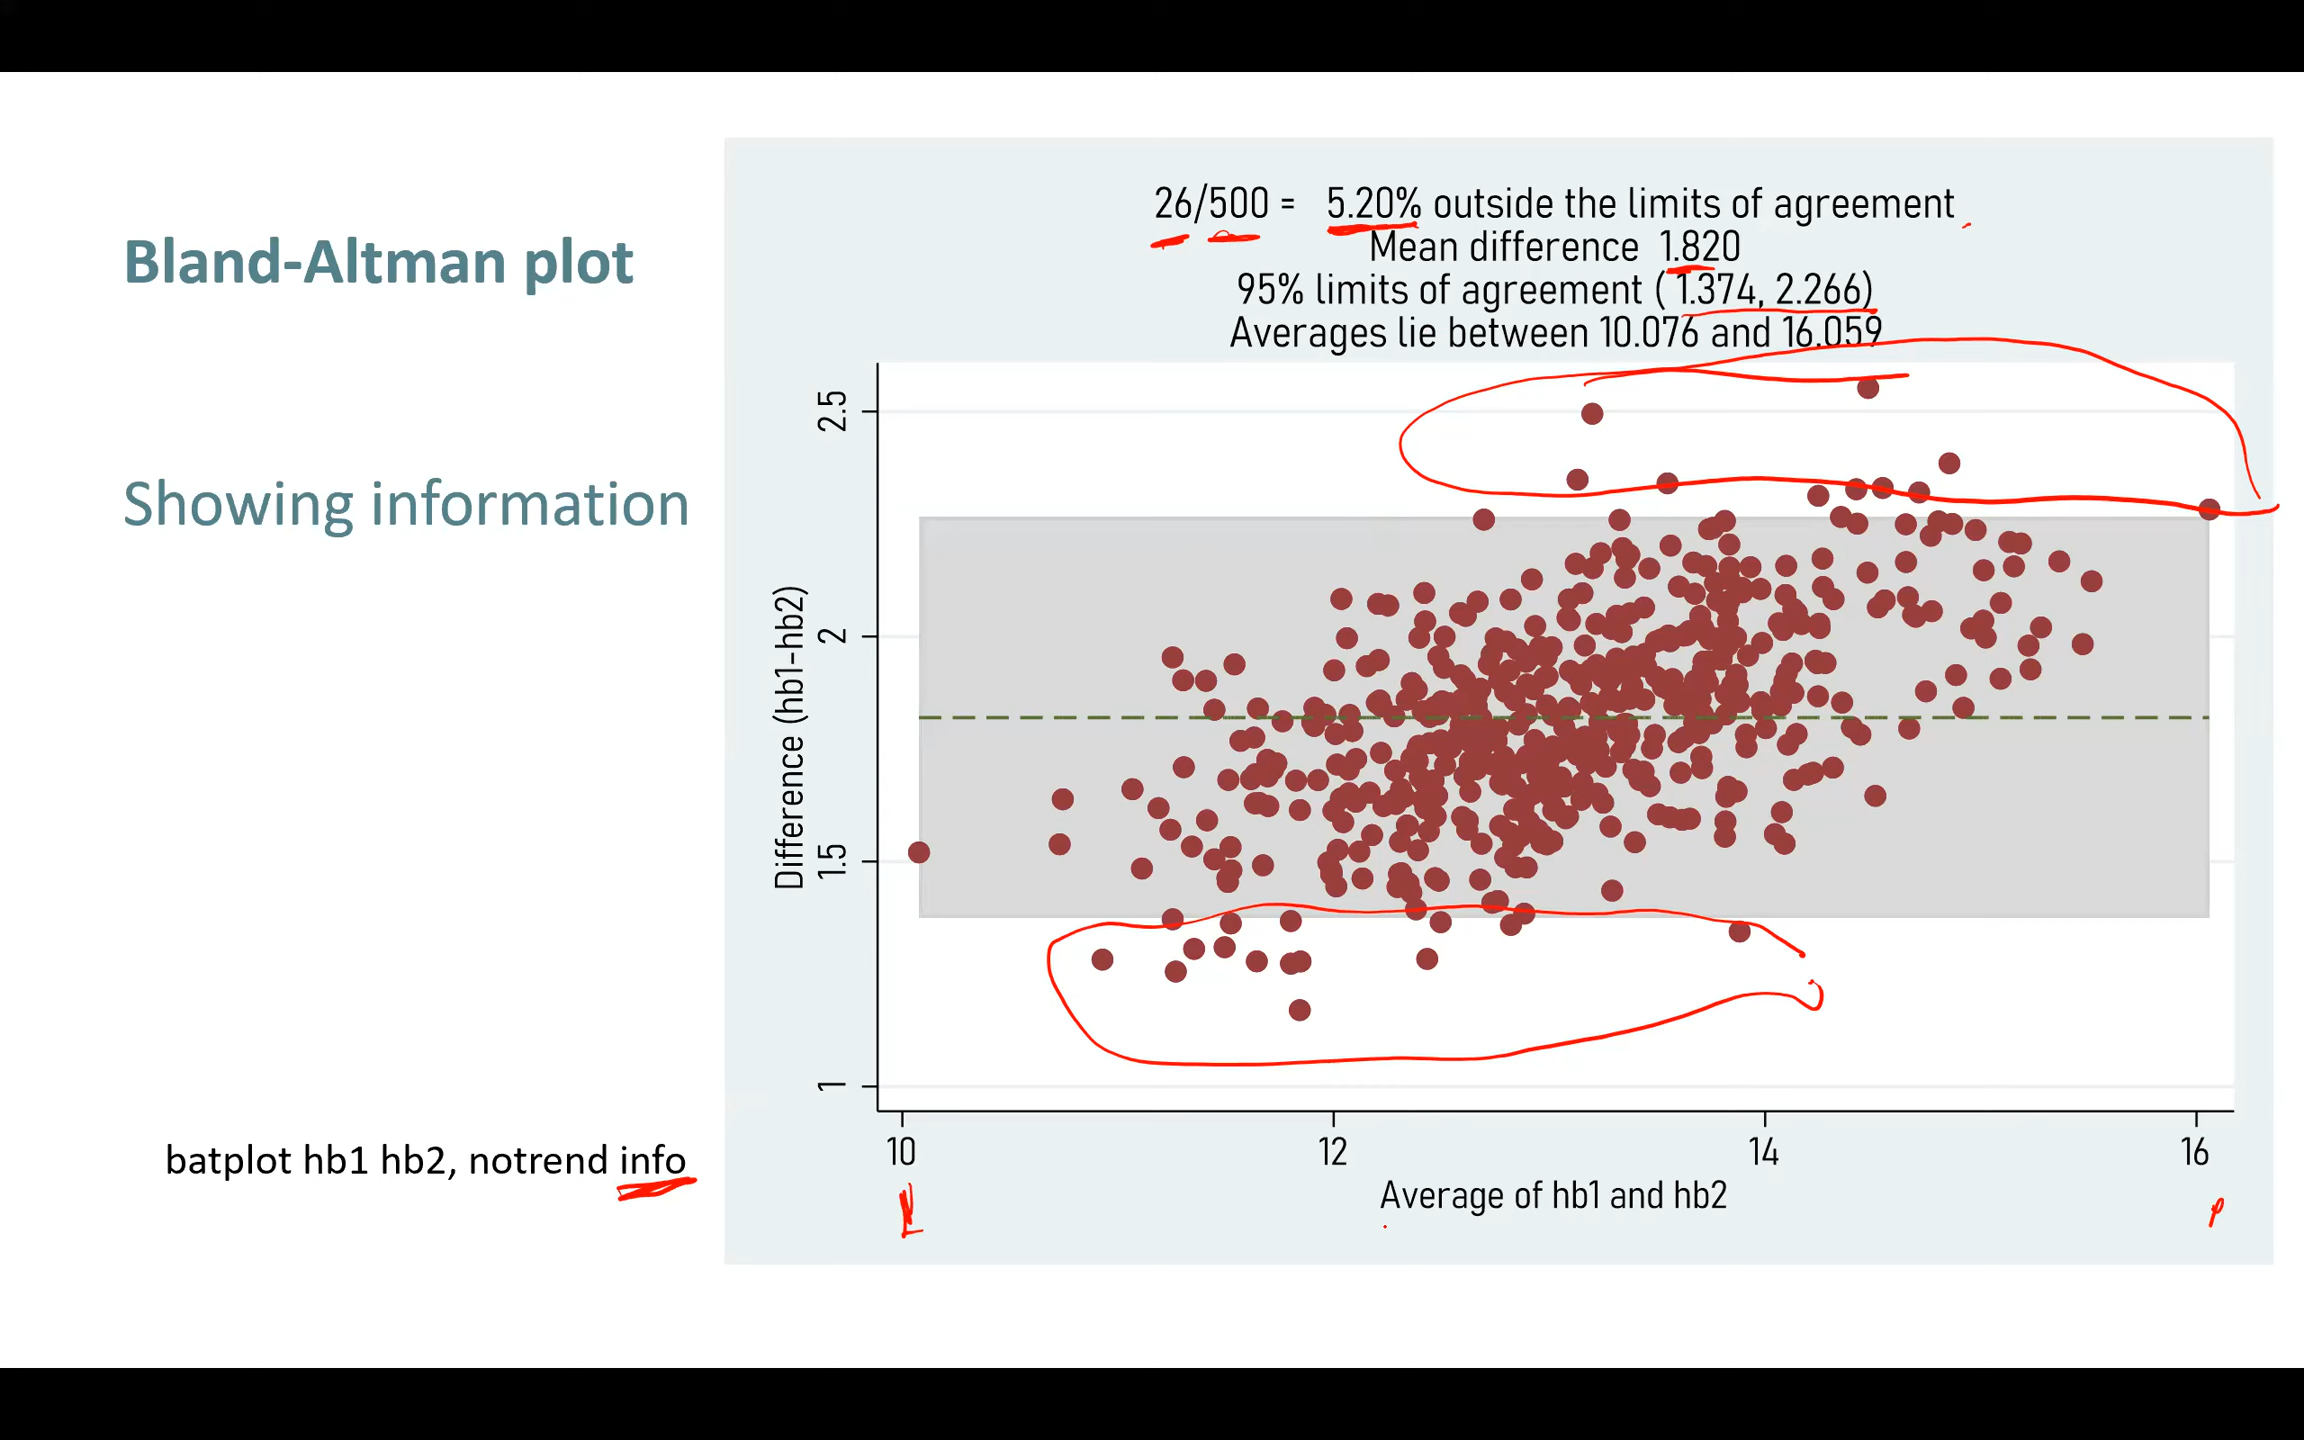 Bland-Altman plot
Showing information
batplot hb1 hb2, notrend info
26/500 = 5.20% outside the limits of agreement
Mean difference 1.820
95% limits of agreement ( 1.374, 2.266)
Averages lie between 10.076 and 16.059
Difference (hb1-hb2)
2.5
2
1.5
1
10 12 14 16
Average of hb1 and hb2